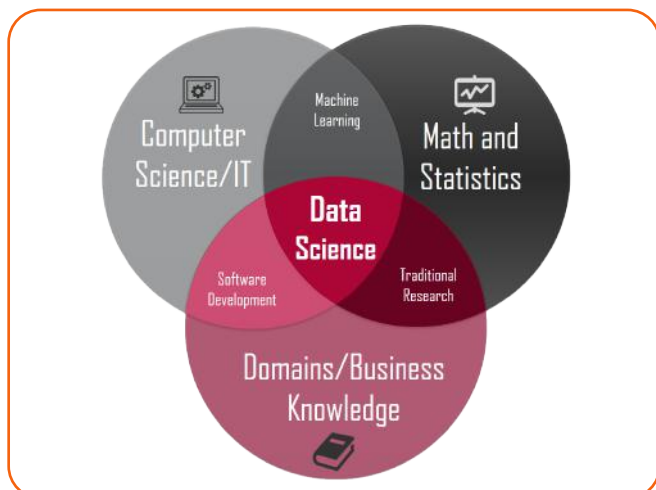 Computer
Science/IT
Machine
Learning
Math and
Statistics
Data
Science
Software
Development
Traditional
Research
Domains/Business
Knowledge